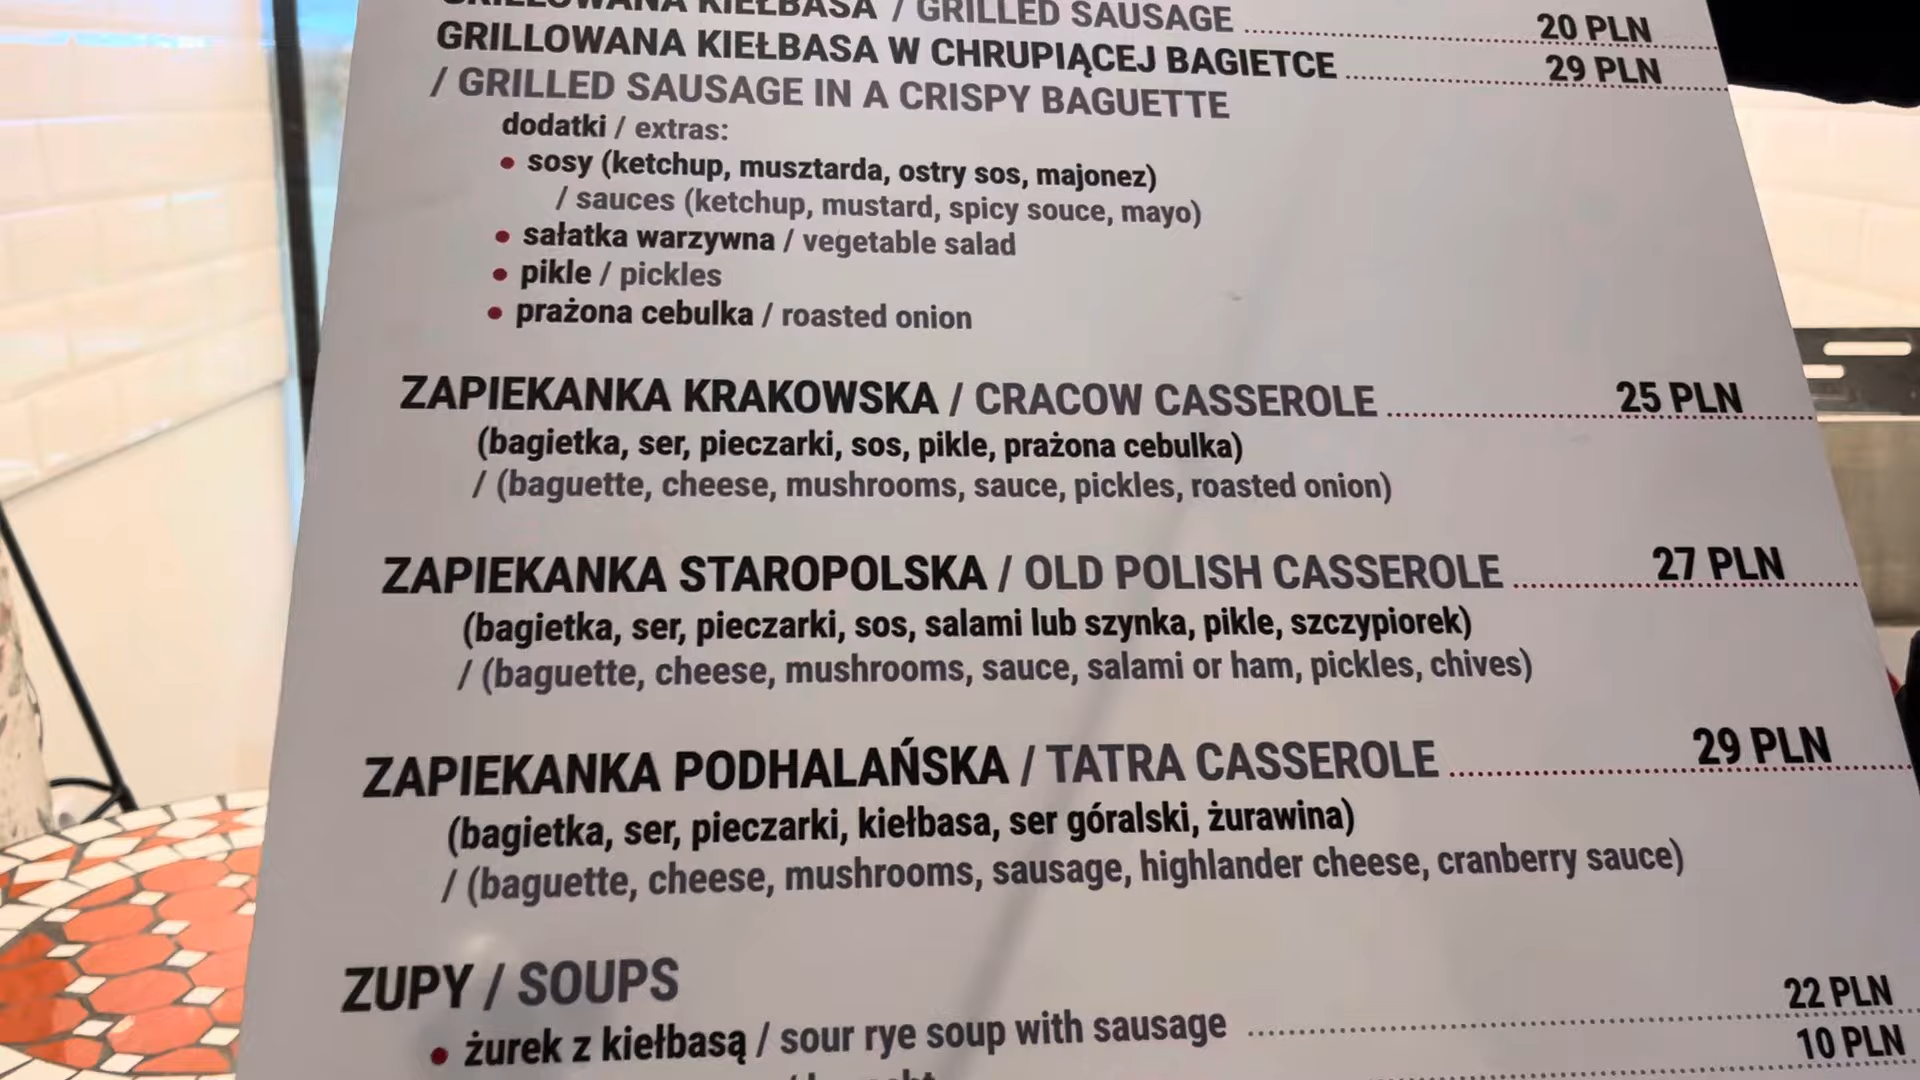 GRILLOWANA KIEŁBASA / GRILLED SAUSAGE 20 PLN
GRILLOWANA KIEŁBASA W CHRUPIĄCEJ BAGIETCE 29 PLN
/ GRILLED SAUSAGE IN A CRISPY BAGUETTE
dodatki / extras:
• sosy (ketchup, musztarda, ostry sos, majonez)
/ sauces (ketchup, mustard, spicy souce, mayo)
• sałatka warzywna / vegetable salad
• pikle / pickles
• prażona cebulka / roasted onion
ZAPIEKANKA KRAKOWSKA / CRACOW CASSEROLE 25 PLN
(bagietka, ser, pieczarki, sos, pikle, prażona cebulka)
/ (baguette, cheese, mushrooms, sauce, pickles, roasted onion)
ZAPIEKANKA STAROPOLSKA / OLD POLISH CASSEROLE 27 PLN
(bagietka, ser, pieczarki, sos, salami lub szynka, pikle, szczypiorek)
/ (baguette, cheese, mushrooms, sauce, salami or ham, pickles, chives)
ZAPIEKANKA PODHALAŃSKA / TATRA CASSEROLE 29 PLN
(bagietka, ser, pieczarki, kiełbasa, ser góralski, żurawina)
/ (baguette, cheese, mushrooms, sausage, highlander cheese, cranberry sauce)
ZUPY / SOUPS
• żurek z kiełbasą / sour rye soup with sausage 22 PLN
10 PLN